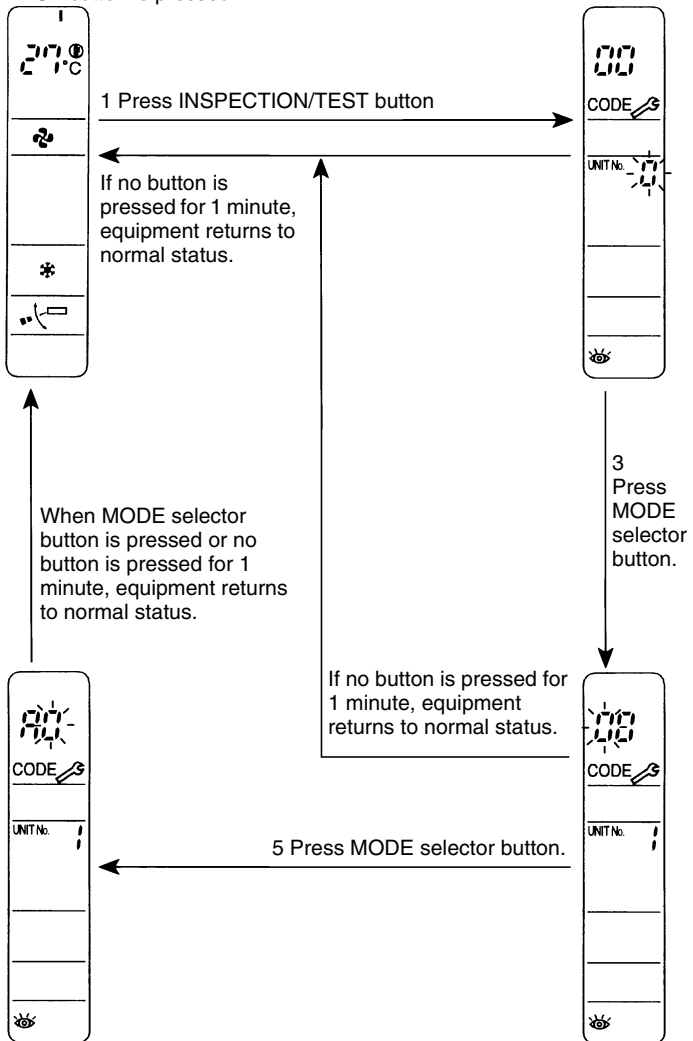 27°C
00
CODE
1 Press INSPECTION/TEST button
UNIT No. 0
If no button is
pressed for 1 minute,
equipment returns to
normal status.
3
Press
MODE
selector
button.
When MODE selector
button is pressed or no
button is pressed for 1
minute, equipment returns
to normal status.
If no button is pressed for
1 minute, equipment
returns to normal status.
A0
CODE
UNIT No. 1
00
CODE
UNIT No. 1
5 Press MODE selector button.